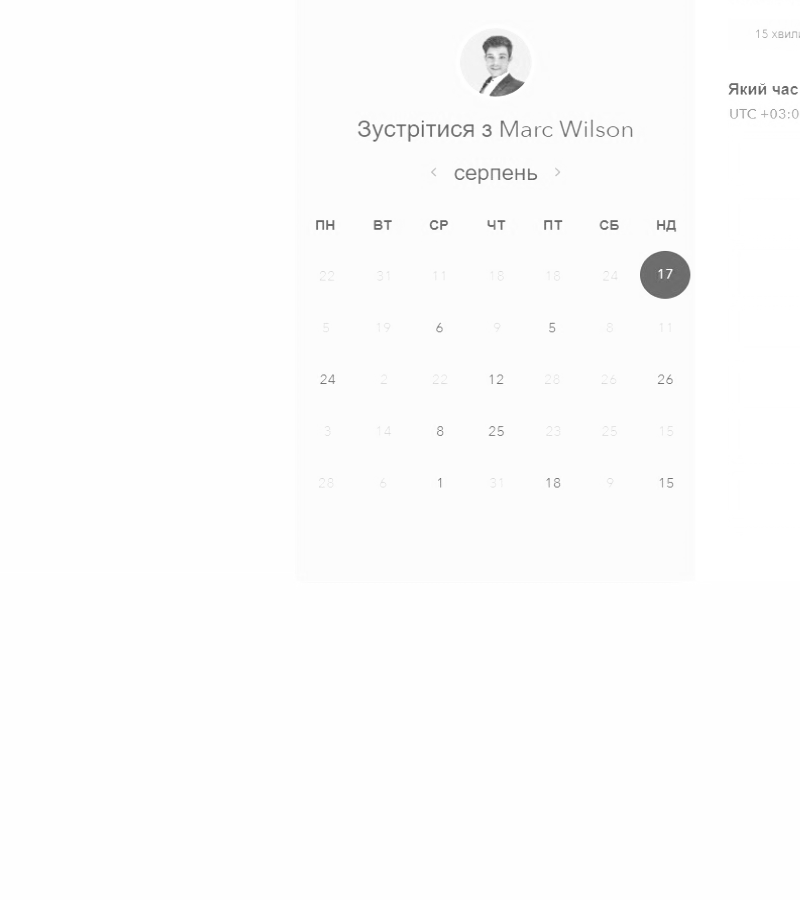 15
Який час
UTC +03:0
Зустрітися з Marc Wilson
< серпень >
ПН ВТ СР ЧТ ПТ СБ НД
22 31 11 18 18 24 17
5 19 6 9 5 8 11
24 2 22 12 28 26 26
3 14 8 25 23 25 15
28 6 1 31 18 9 15